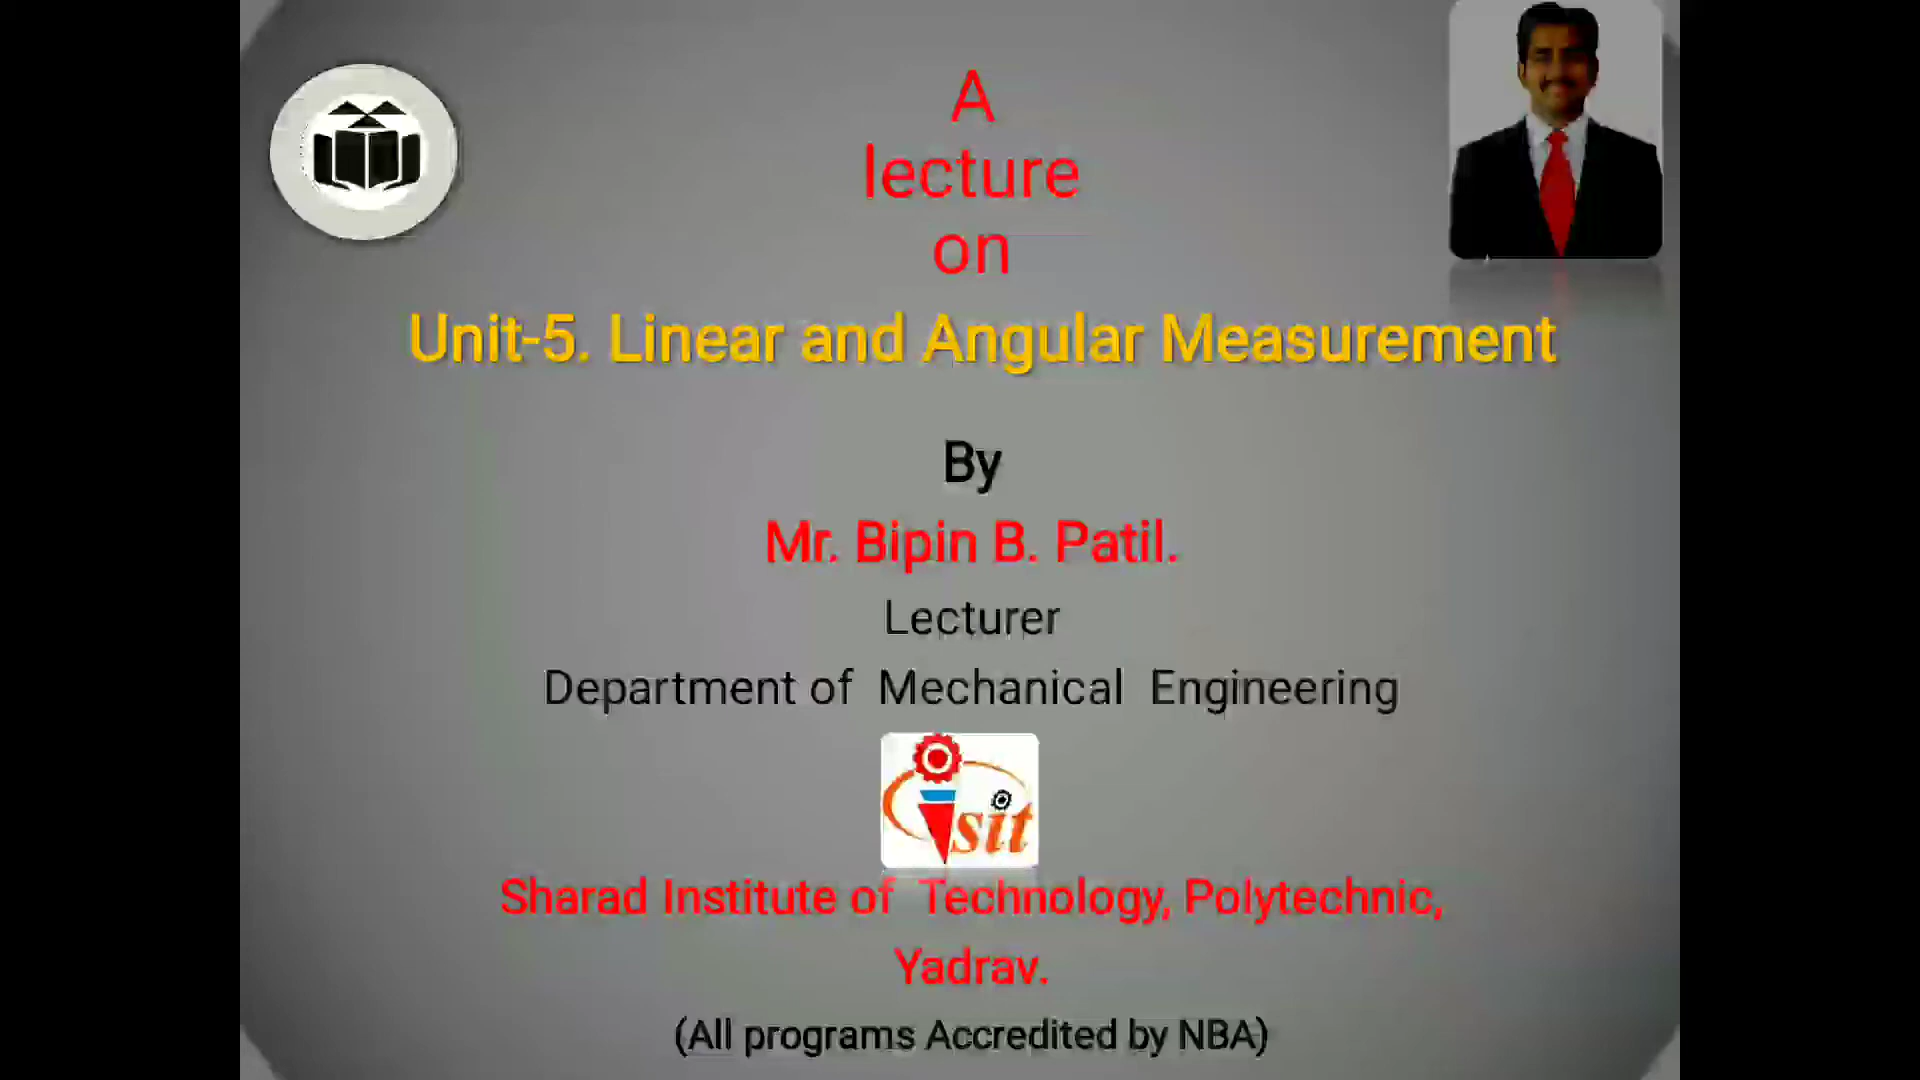 A
lecture
on
Unit-5. Linear and Angular Measurement
By
Mr. Bipin B. Patil.
Lecturer
Department of Mechanical Engineering
sit
Sharad Institute of Technology, Polytechnic,
Yadrav.
(All programs Accredited by NBA)